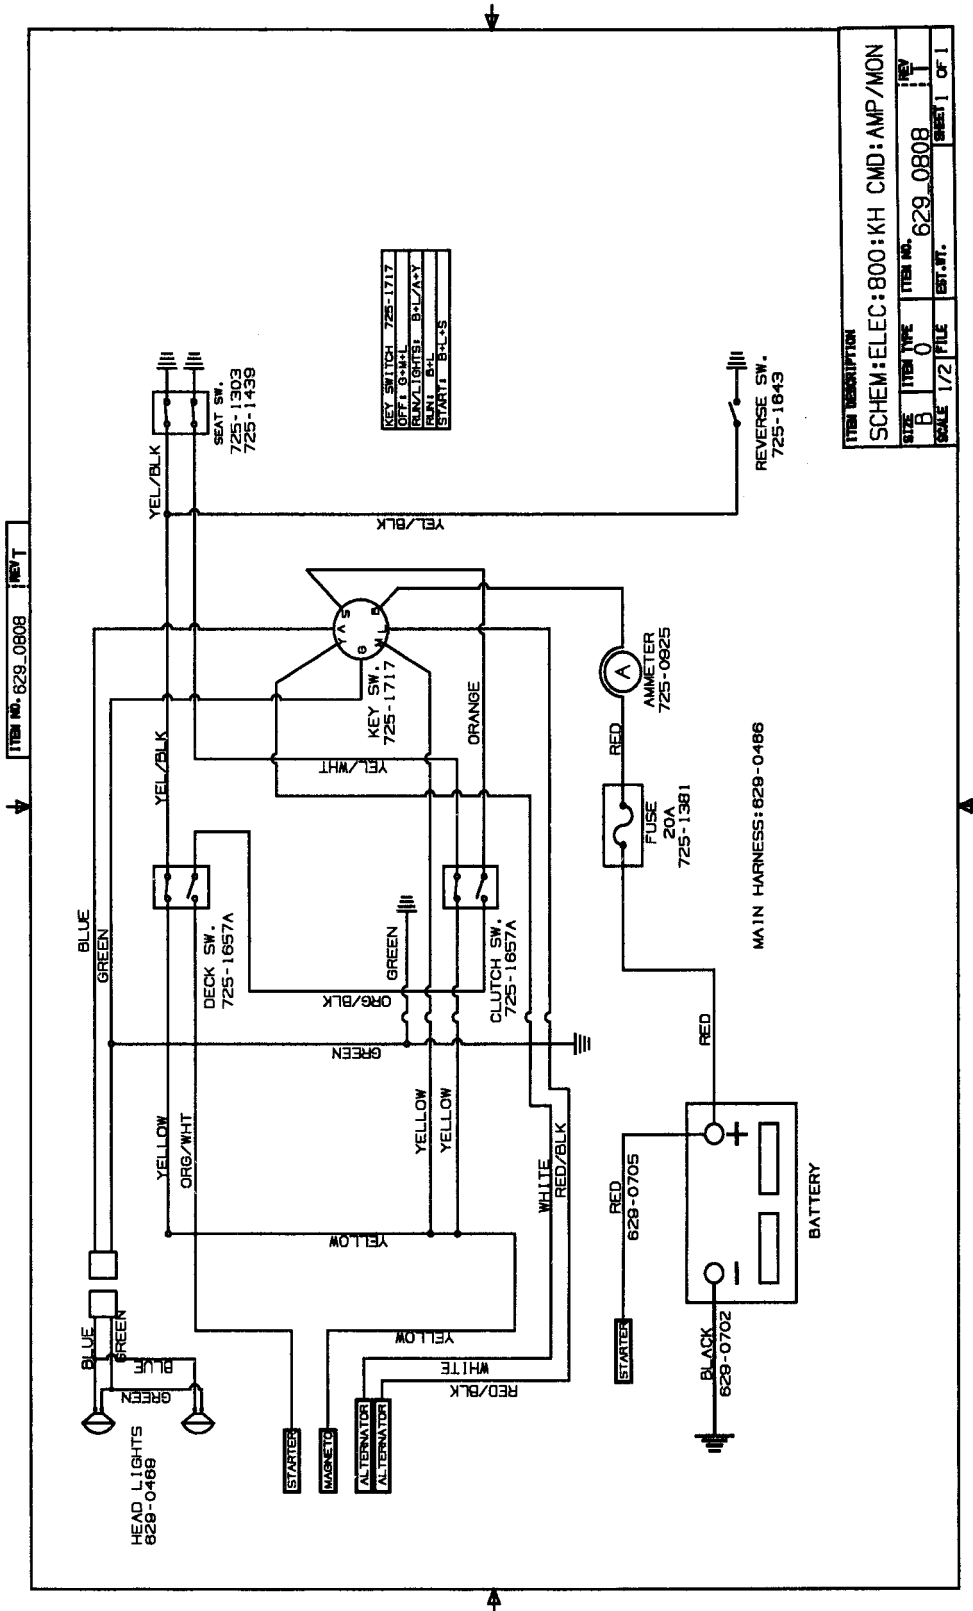 ITEM NO. 629_0808 REV T
HEAD LIGHTS
629-0469
BLUE
GREEN
BLUE
GREEN
BLUE
GREEN
YELLOW
ORG/WHT
DECK SW.
725-1657A
YEL/BLK
YEL/BLK
SEAT SW.
725-1303
725-1439
STARTER
MAGNETO
ALTERNATOR
ALTERNATOR
YELLOW
YELLOW
WHITE
RED/BLK
GREEN
ORG/BLK
GREEN
YEL/WHT
KEY SW.
725-1717
Y A S
G
M L B
YEL/BLK
KEY SWITCH 725-1717
OFF: G+M+L
RUN/LIGHTS: B+L/A+Y
RUN: B+L
START: B+L+S
YELLOW
YELLOW
CLUTCH SW.
725-1657A
ORANGE
WHITE
RED/BLK
STARTER
RED
629-0705
FUSE
20A
725-1381
RED
A
AMMETER
725-0925
REVERSE SW.
725-1643
BLACK
629-0702
RED
+
-
BATTERY
MAIN HARNESS:629-0486
ITEM DESCRIPTION
SCHEM:ELEC:800:KH CMD:AMP/MON
SIZE B
ITEM TYPE O
ITEM NO. 629_0808
REV T
SCALE 1/2
FILE
EST.WT.
SHEET 1 OF 1